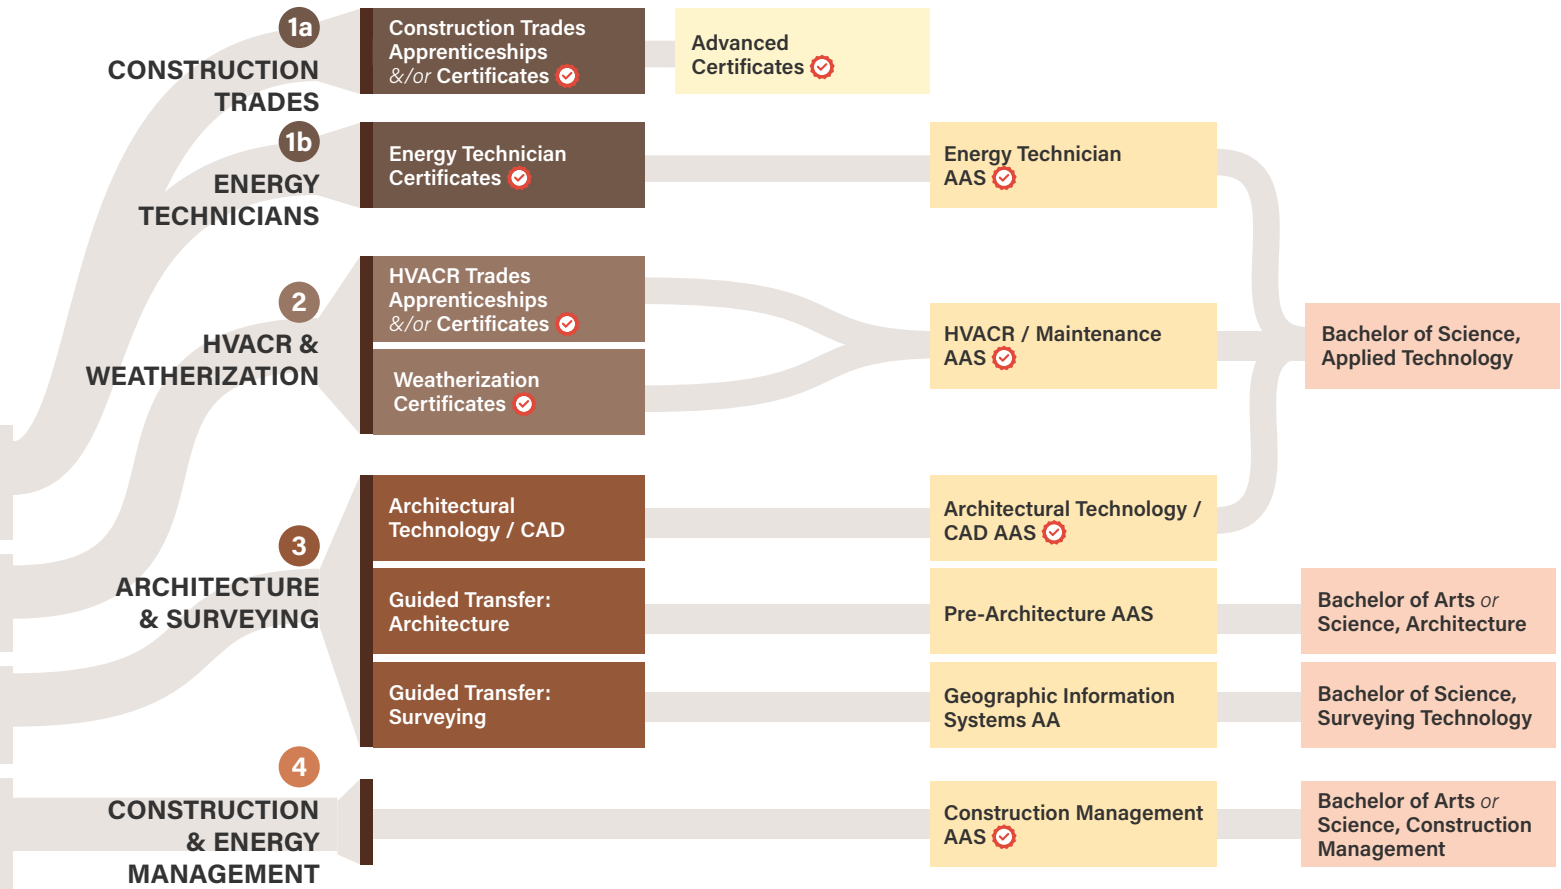 1a
CONSTRUCTION
TRADES
Construction Trades
Apprenticeships
&/or Certificates
Advanced
Certificates
1b
ENERGY
TECHNICIANS
Energy Technician
Certificates
Energy Technician
AAS
2
HVACR &
WEATHERIZATION
HVACR Trades
Apprenticeships
&/or Certificates
Weatherization
Certificates
HVACR / Maintenance
AAS
Bachelor of Science,
Applied Technology
3
ARCHITECTURE
& SURVEYING
Architectural
Technology / CAD
Architectural Technology /
CAD AAS
Guided Transfer:
Architecture
Pre-Architecture AAS
Bachelor of Arts or
Science, Architecture
Guided Transfer:
Surveying
Geographic Information
Systems AA
Bachelor of Science,
Surveying Technology
4
CONSTRUCTION
& ENERGY
MANAGEMENT
Construction Management
AAS
Bachelor of Arts or
Science, Construction
Management